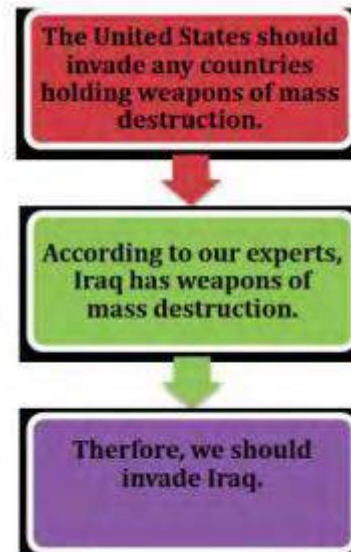 The United States should
invade any countries
holding weapons of mass
destruction.
According to our experts,
Iraq has weapons of
mass destruction.
Therfore, we should
invade Iraq.